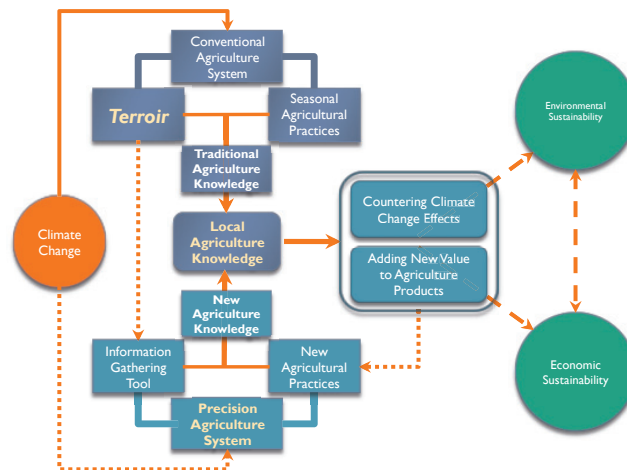 Conventional
Agriculture
System
Terroir
Seasonal
Agricultural
Practices
Traditional
Agriculture
Knowledge
Climate
Change
Local
Agriculture
Knowledge
Countering Climate
Change Effects
Adding New Value
to Agriculture
Products
Environmental
Sustainability
Economic
Sustainability
New
Agriculture
Knowledge
Information
Gathering
Tool
New
Agricultural
Practices
Precision
Agriculture
System